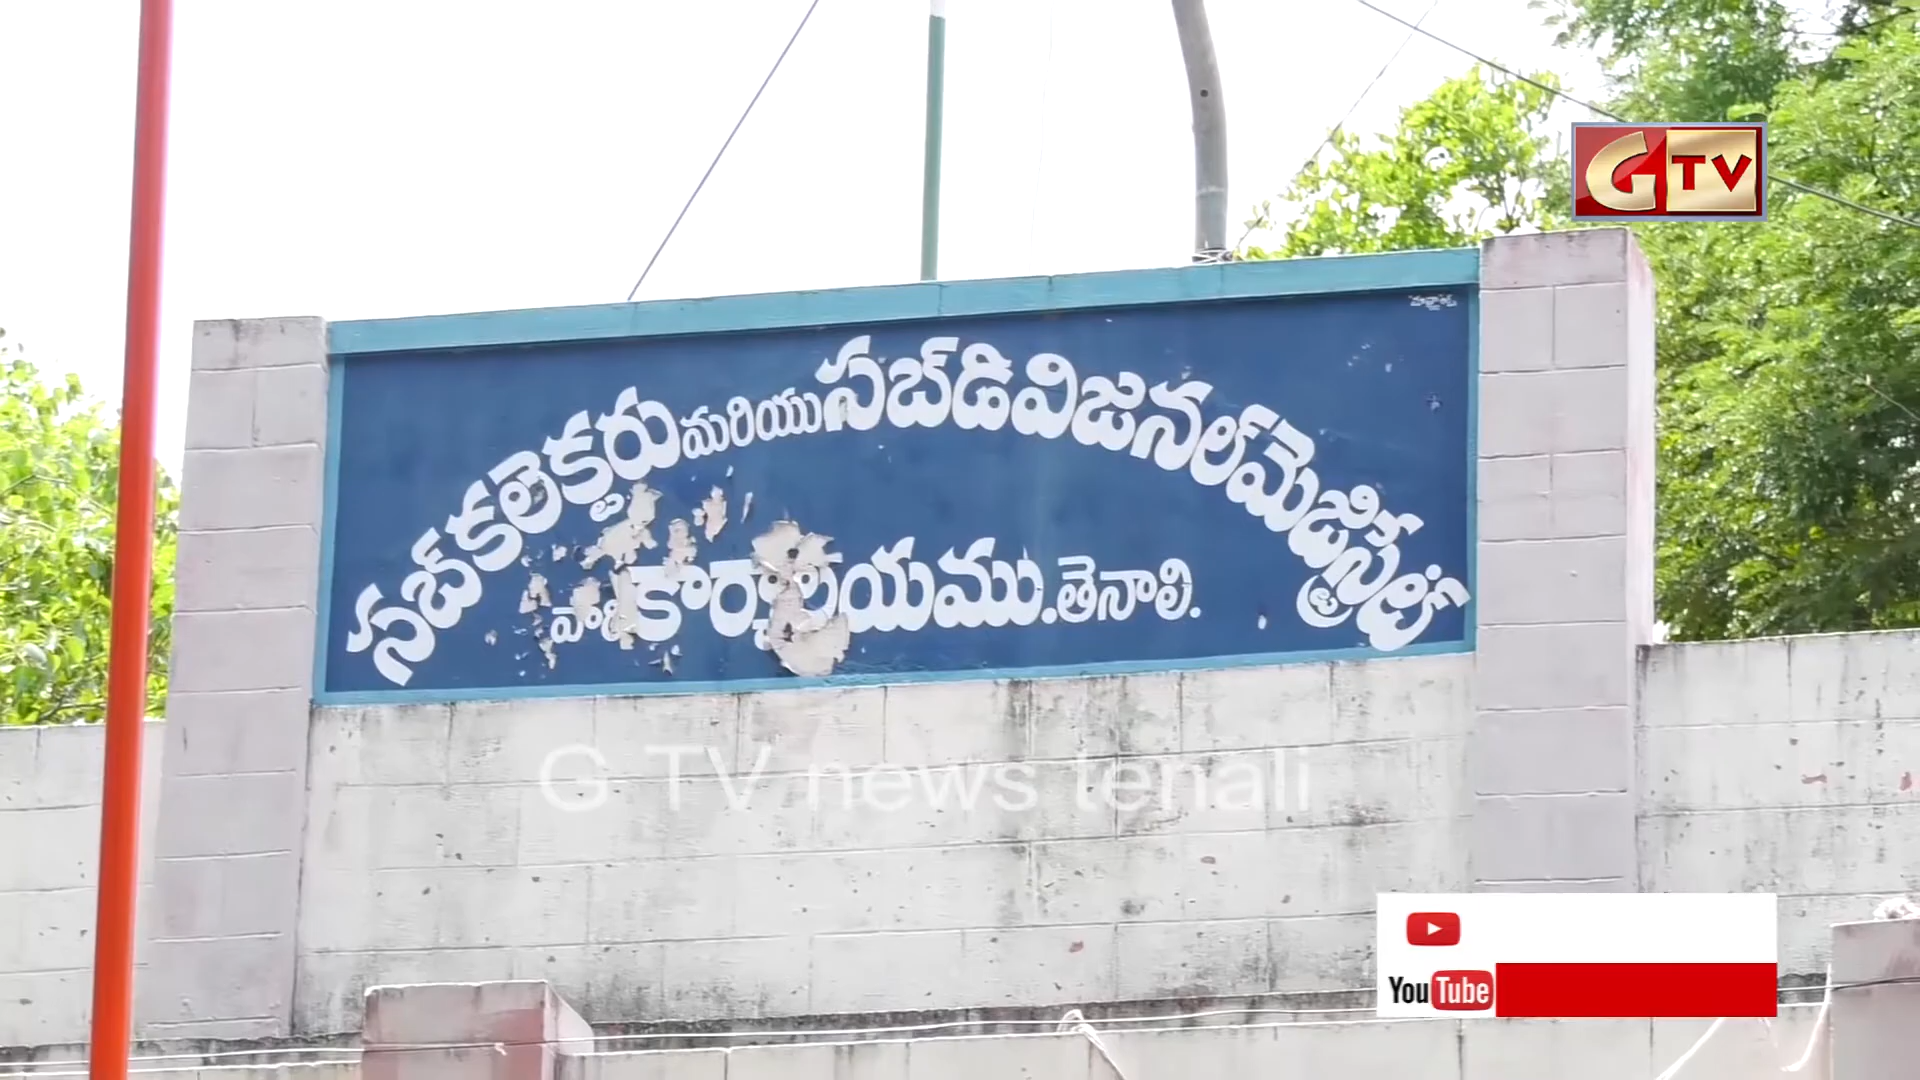 GTV
సబ్ కలెక్టరు మరియు సబ్ డివిజనల్ మెజిస్ట్రేట్
వారి కార్యాలయము. తెనాలి.
G TV news tenali
YouTube